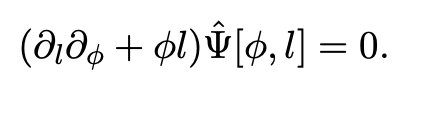 (∂_l∂_ϕ + ϕl)Ψ̂[ϕ, l] = 0.